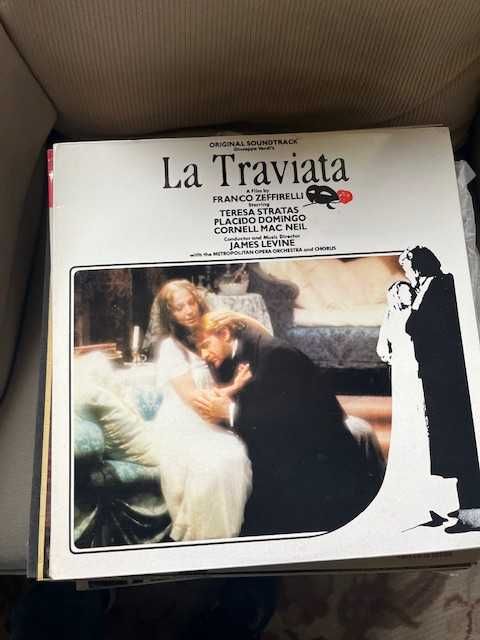 ORIGINAL SOUNDTRACK
Giuseppe Verdi's
La Traviata
A Film by
FRANCO ZEFFIRELLI
Starring
TERESA STRATAS
PLACIDO DOMINGO
CORNELL MAC NEIL
Conductor and Music Director
JAMES LEVINE
with the METROPOLITAN OPERA ORCHESTRA and CHORUS